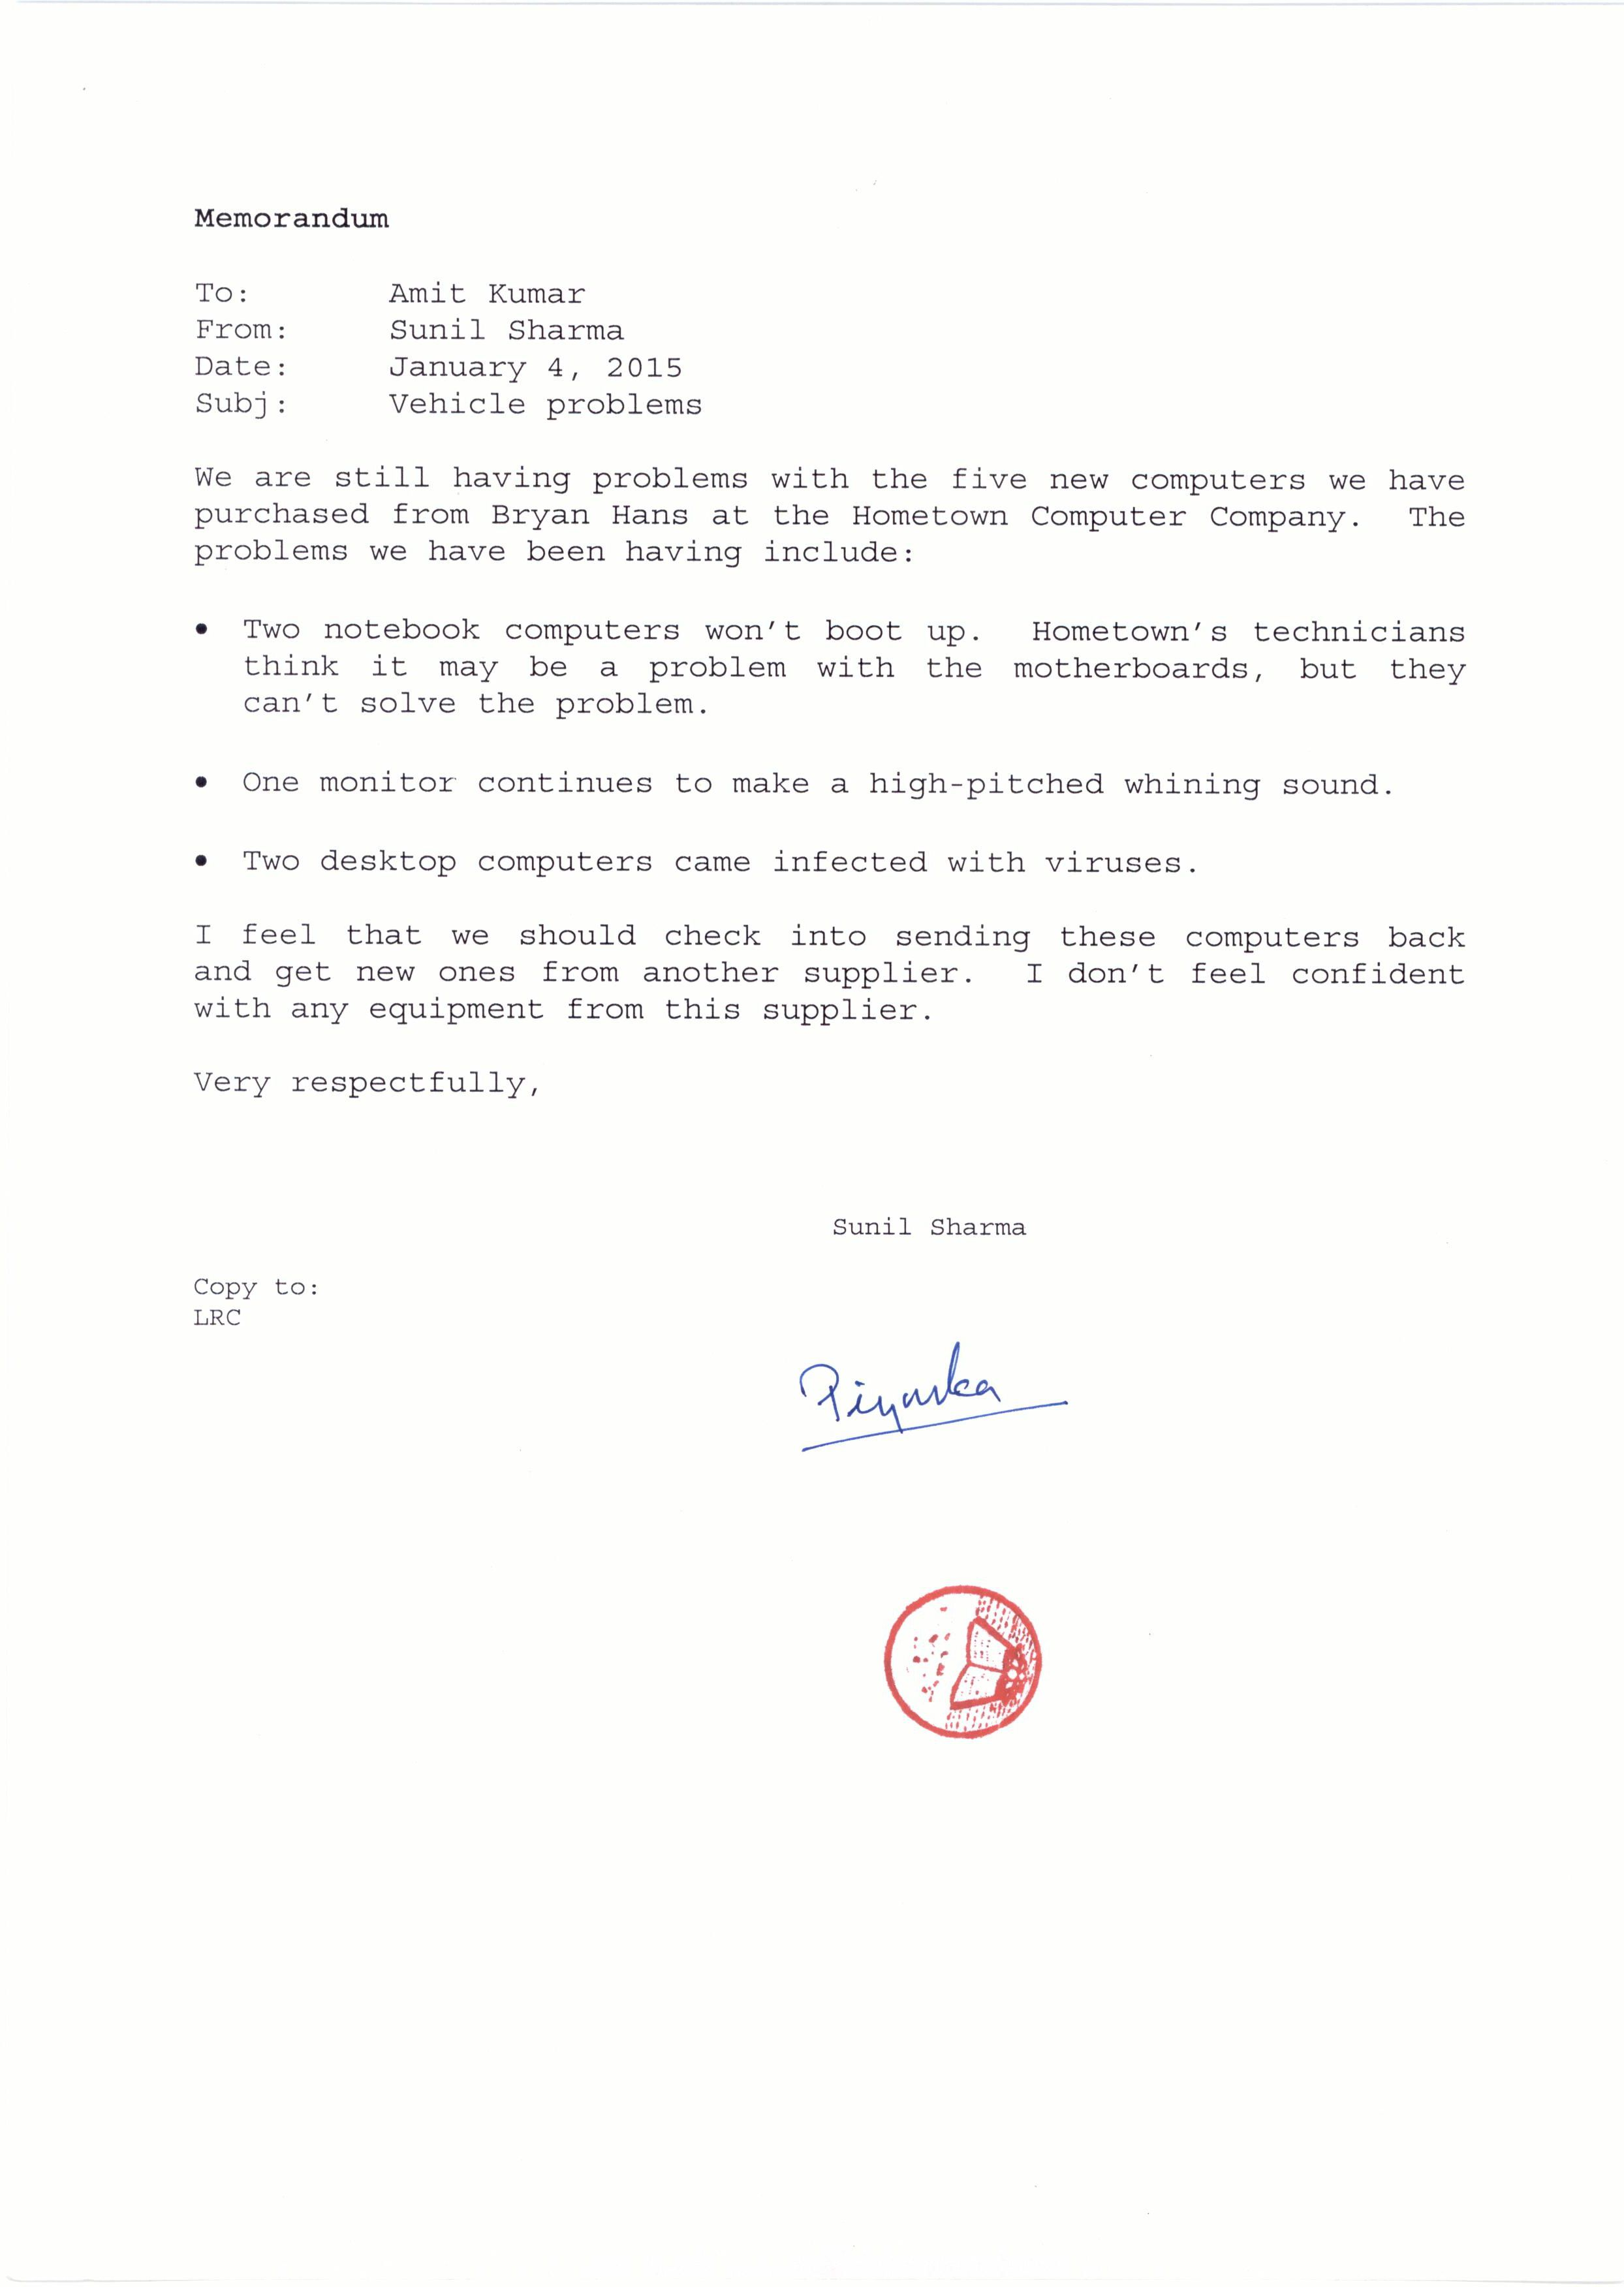 Memorandum
To: Amit Kumar
From: Sunil Sharma
Date: January 4, 2015
Subj: Vehicle problems
We are still having problems with the five new computers we have
purchased from Bryan Hans at the Hometown Computer Company. The
problems we have been having include:
• Two notebook computers won't boot up. Hometown's technicians
think it may be a problem with the motherboards, but they
can't solve the problem.
• One monitor continues to make a high-pitched whining sound.
• Two desktop computers came infected with viruses.
I feel that we should check into sending these computers back
and get new ones from another supplier. I don't feel confident
with any equipment from this supplier.
Very respectfully,
Sunil Sharma
Copy to:
LRC